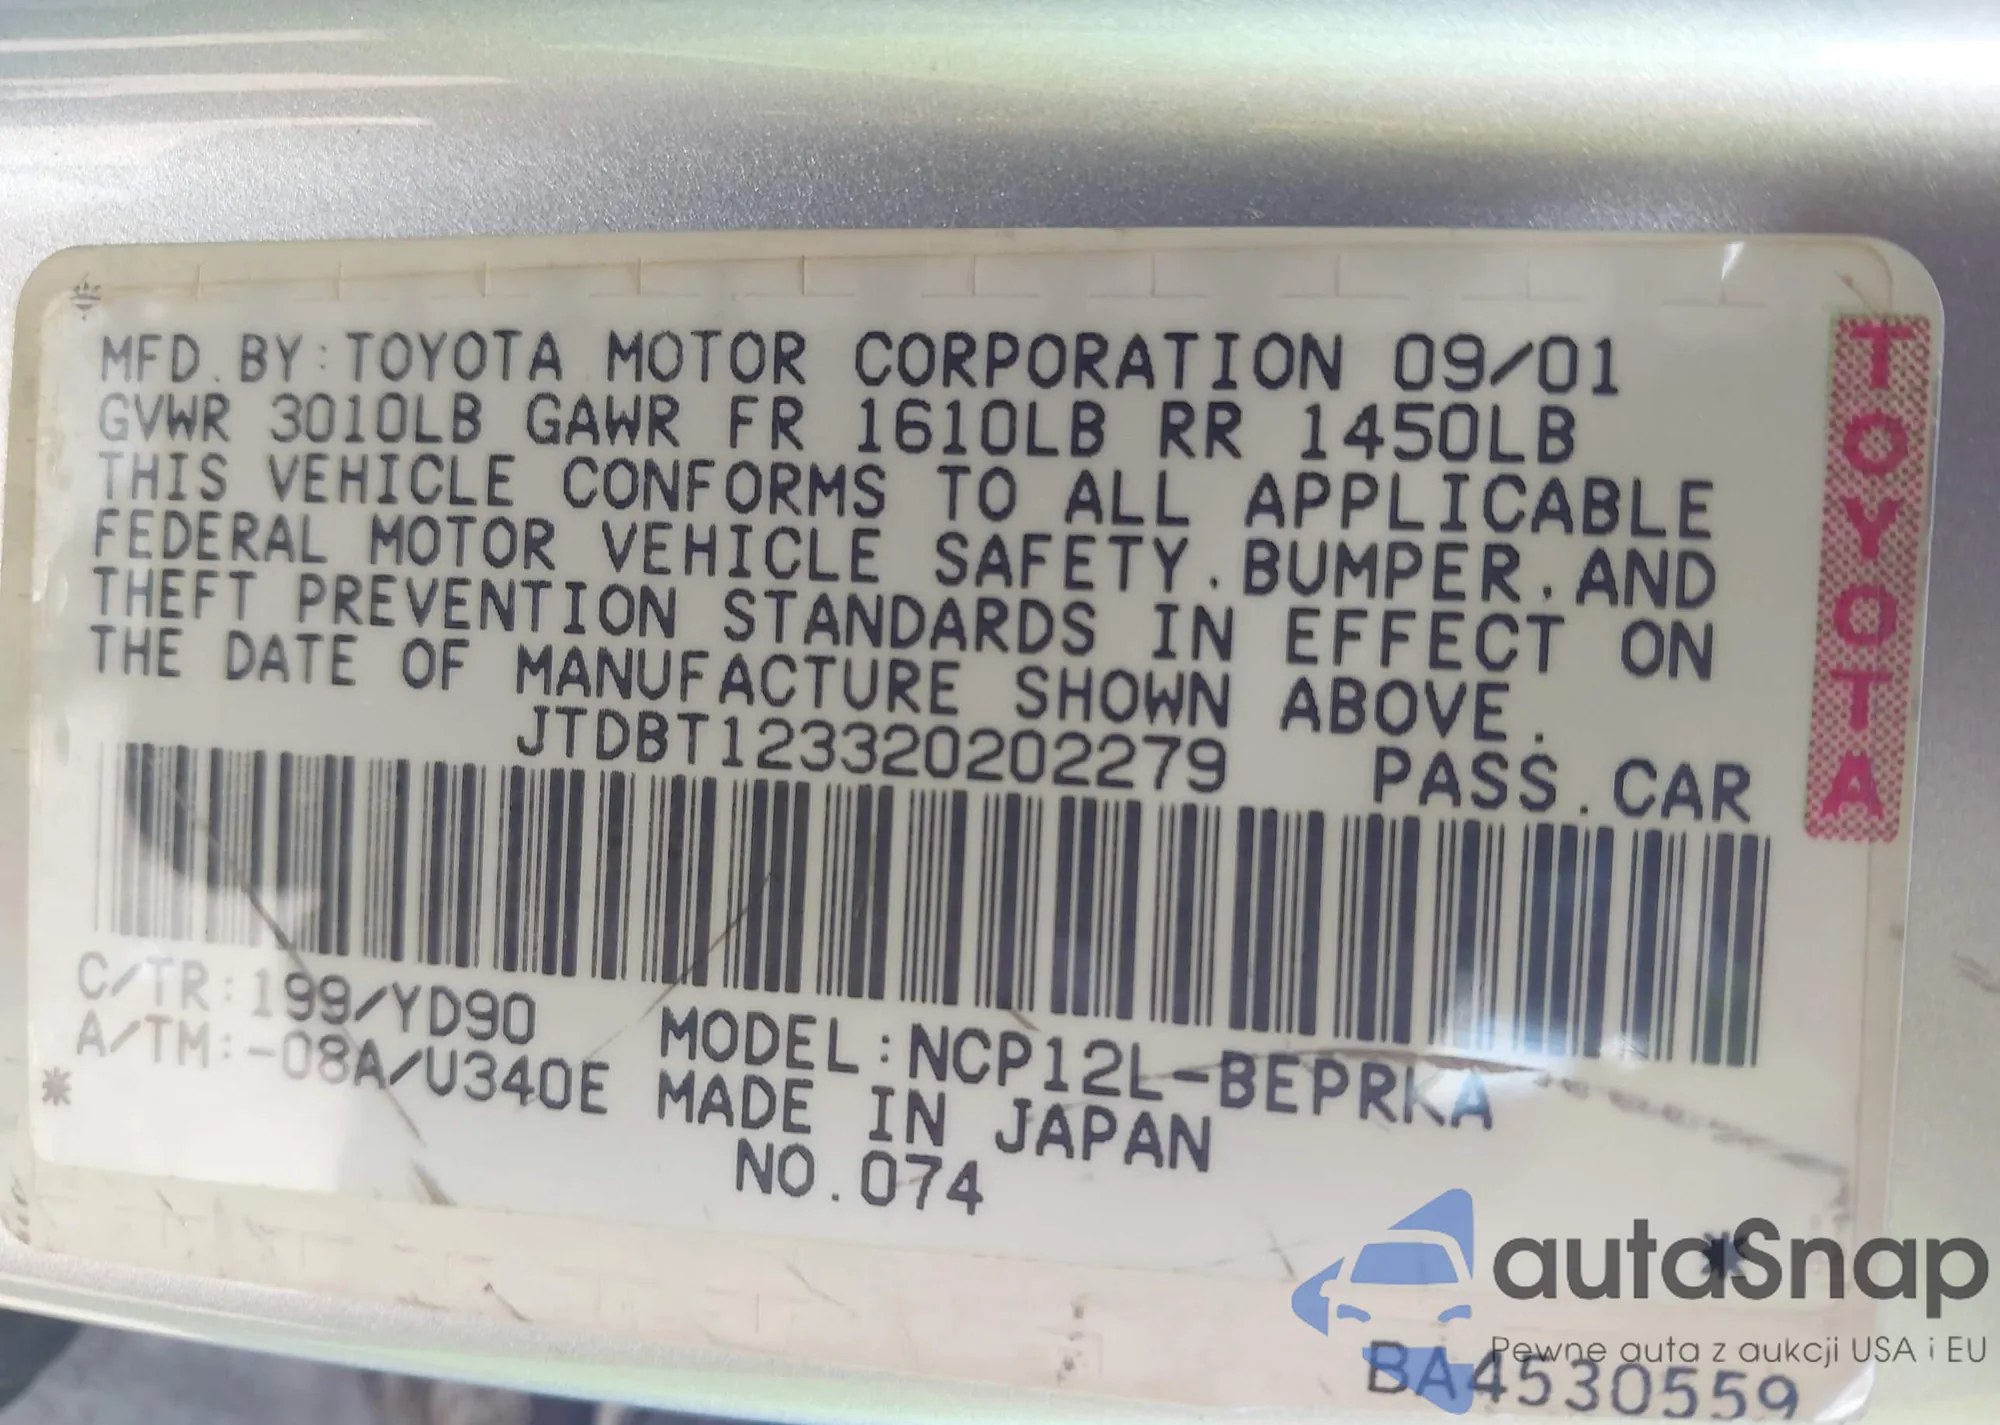 MFD. BY: TOYOTA MOTOR CORPORATION 09/01
GVWR 3010LB GAWR FR 1610LB RR 1450LB
THIS VEHICLE CONFORMS TO ALL APPLICABLE
FEDERAL MOTOR VEHICLE SAFETY. BUMPER. AND
THEFT PREVENTION STANDARDS IN EFFECT ON
THE DATE OF MANUFACTURE SHOWN ABOVE.
JTDBT123320202279 PASS. CAR
C/TR: 199/YD90
A/TM: -08A/U340E
MODEL: NCP12L-BEPRKA
MADE IN JAPAN
NO. 074
TOYOTA
autoSnap
Pewne auta z aukcji USA i EU
BA4530559